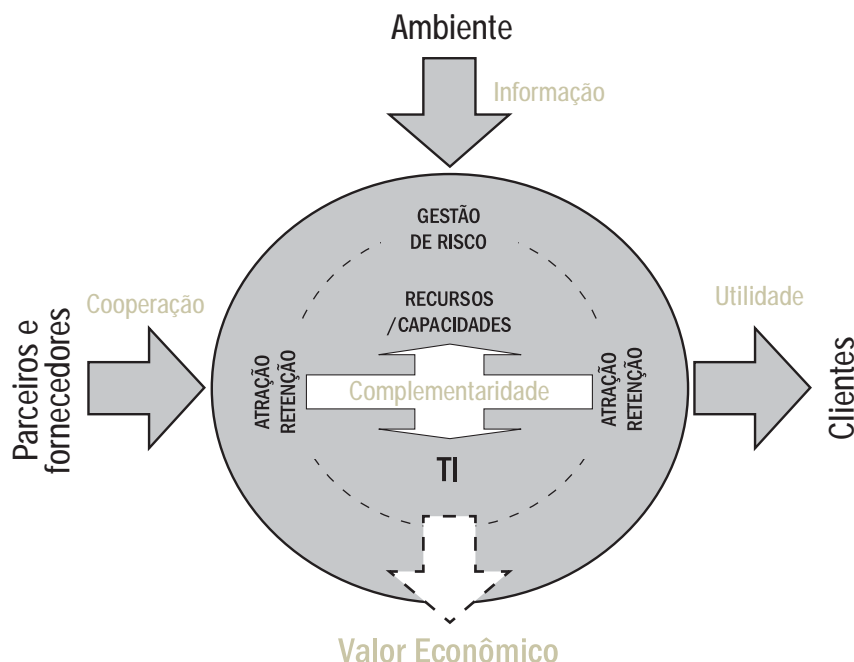 Ambiente
Informação
GESTÃO
DE RISCO
Cooperação
Utilidade
RECURSOS
/CAPACIDADES
Parceiros e
fornecedores
ATRAÇÃO
RETENÇÃO
Complementaridade
ATRAÇÃO
RETENÇÃO
Clientes
TI
Valor Econômico